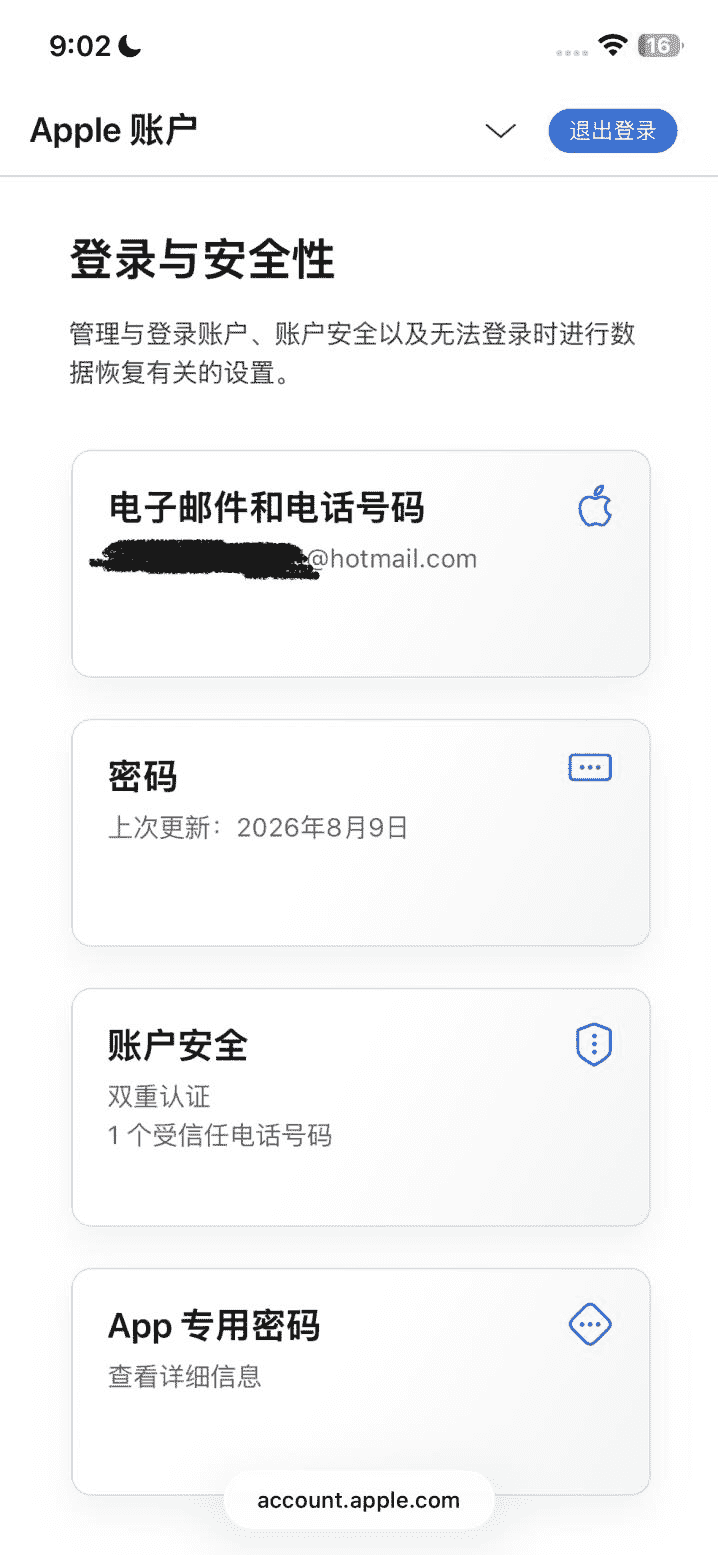 9:02
16
Apple 账户
退出登录
登录与安全性
管理与登录账户、账户安全以及无法登录时进行数
据恢复有关的设置。
电子邮件和电话号码
@hotmail.com
密码
上次更新：2026年8月9日
账户安全
双重认证
1 个受信任电话号码
App 专用密码
查看详细信息
account.apple.com